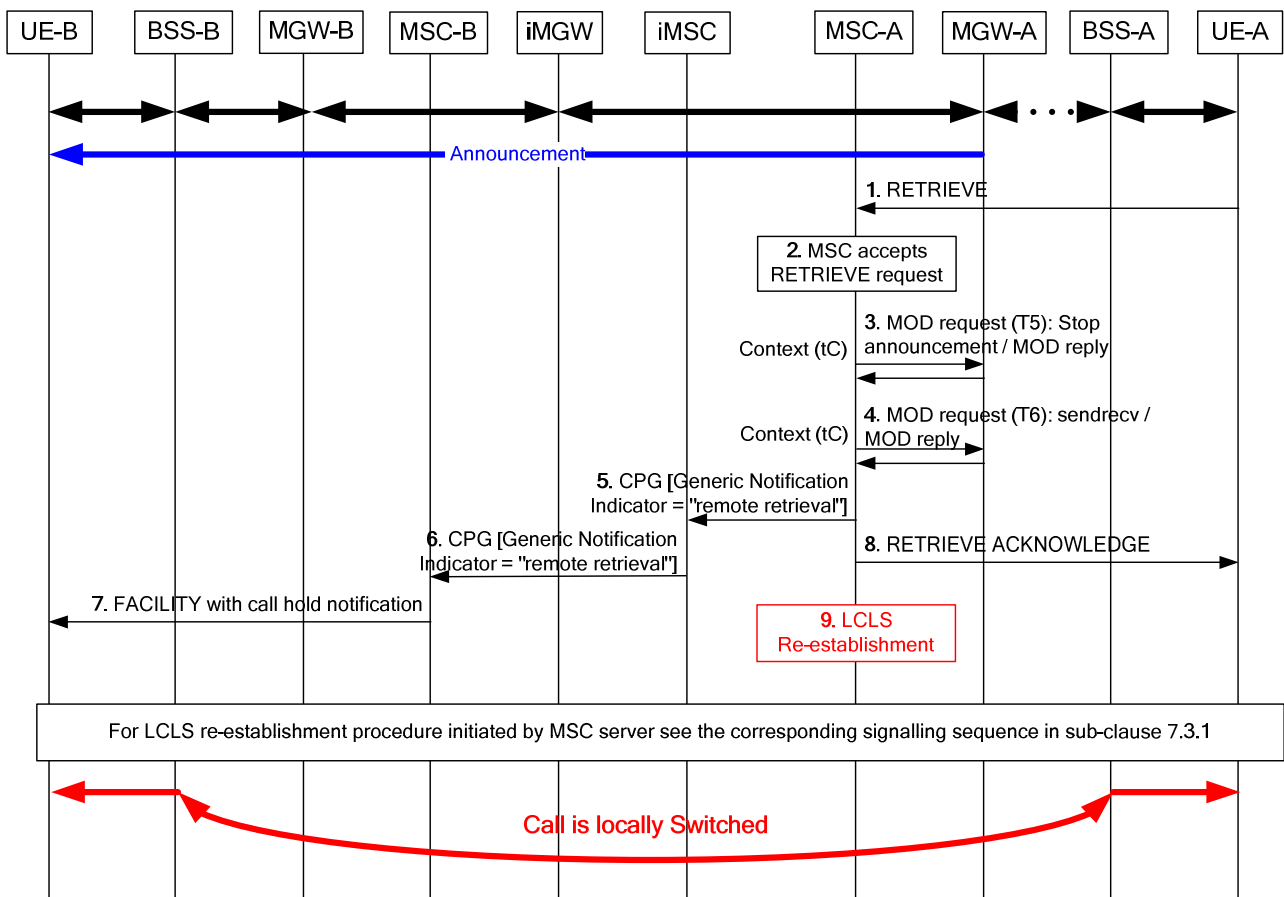 UE-B BSS-B MGW-B MSC-B iMGW iMSC MSC-A MGW-A BSS-A UE-A
Announcement
1. RETRIEVE
2. MSC accepts
RETRIEVE request
3. MOD request (T5): Stop
announcement / MOD reply
Context (tC)
4. MOD request (T6): sendrecv /
MOD reply
Context (tC)
5. CPG [Generic Notification
Indicator = "remote retrieval"]
6. CPG [Generic Notification
Indicator = "remote retrieval"]
8. RETRIEVE ACKNOWLEDGE
7. FACILITY with call hold notification
9. LCLS
Re-establishment
For LCLS re-establishment procedure initiated by MSC server see the corresponding signalling sequence in sub-clause 7.3.1
Call is locally Switched